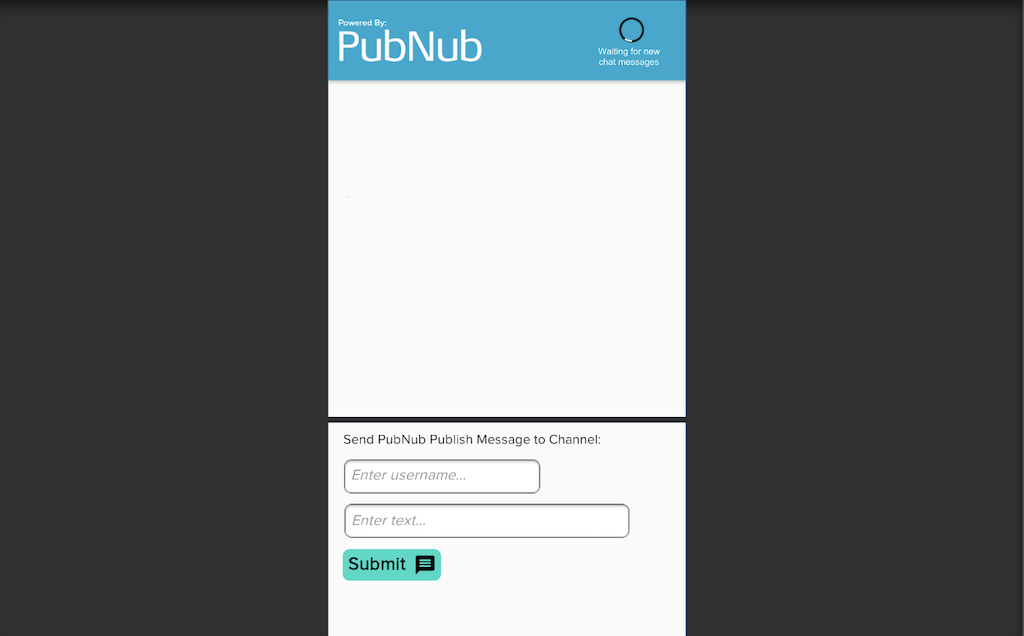 Powered By:
PubNub
Waiting for new
chat messages
Send PubNub Publish Message to Channel:
Enter username...
Enter text...
Submit